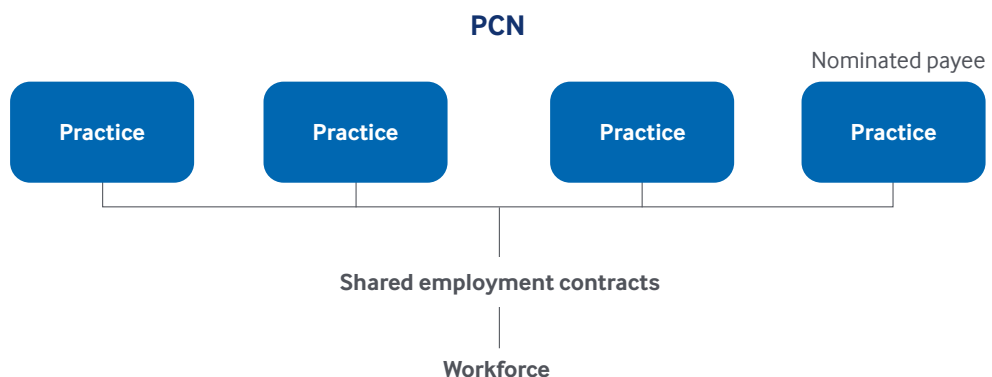 PCN
Nominated payee
Practice
Practice
Practice
Practice
Shared employment contracts
Workforce